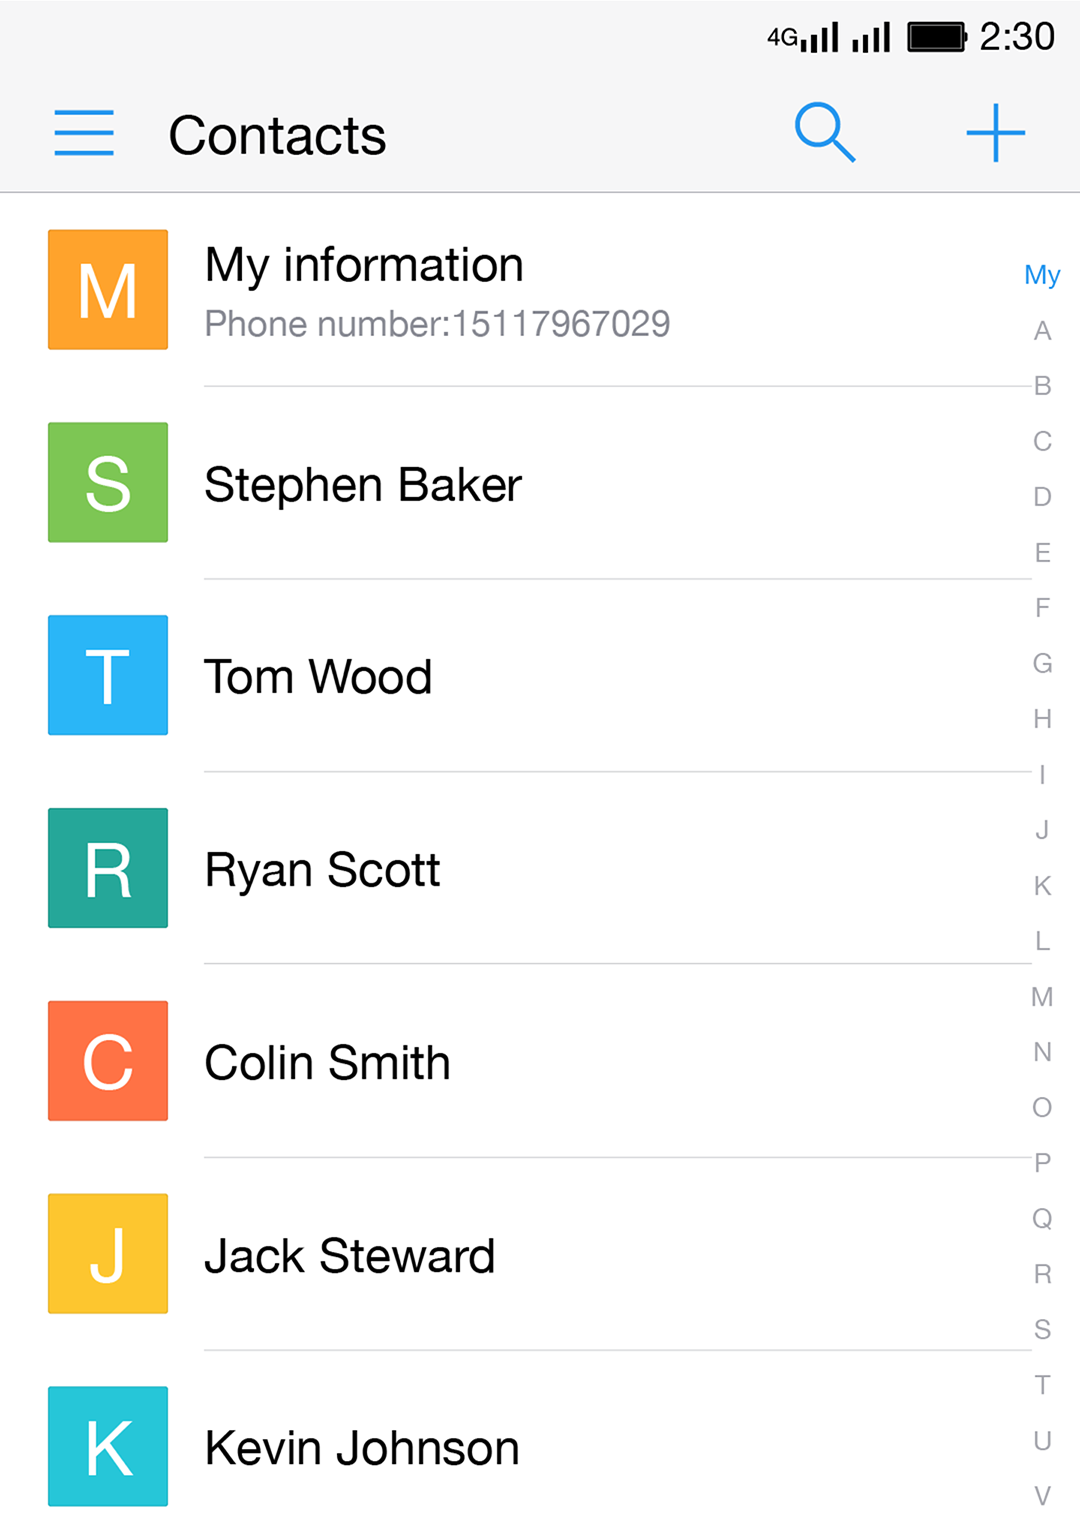 4G 2:30
Contacts
M
My information
Phone number:15117967029
S
Stephen Baker
T
Tom Wood
R
Ryan Scott
C
Colin Smith
J
Jack Steward
K
Kevin Johnson
My
A
B
C
D
E
F
G
H
I
J
K
L
M
N
O
P
Q
R
S
T
U
V